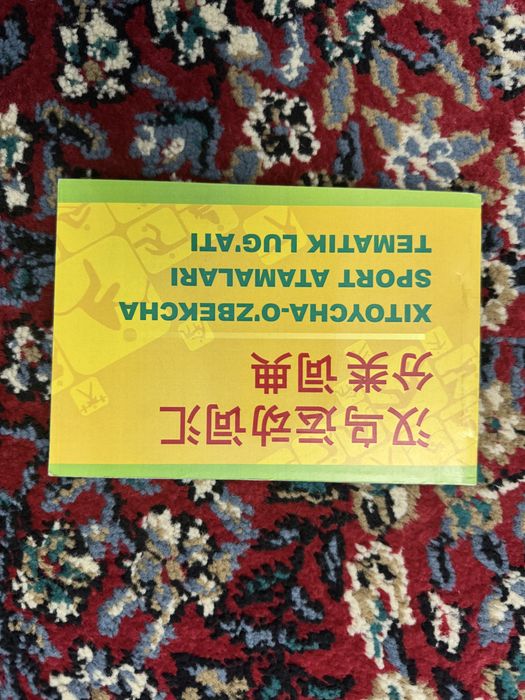 汉乌运动词汇
分类词典
XITOYCHA-O'ZBEKCHA
SPORT ATAMALARI
TEMATIK LUG'ATI